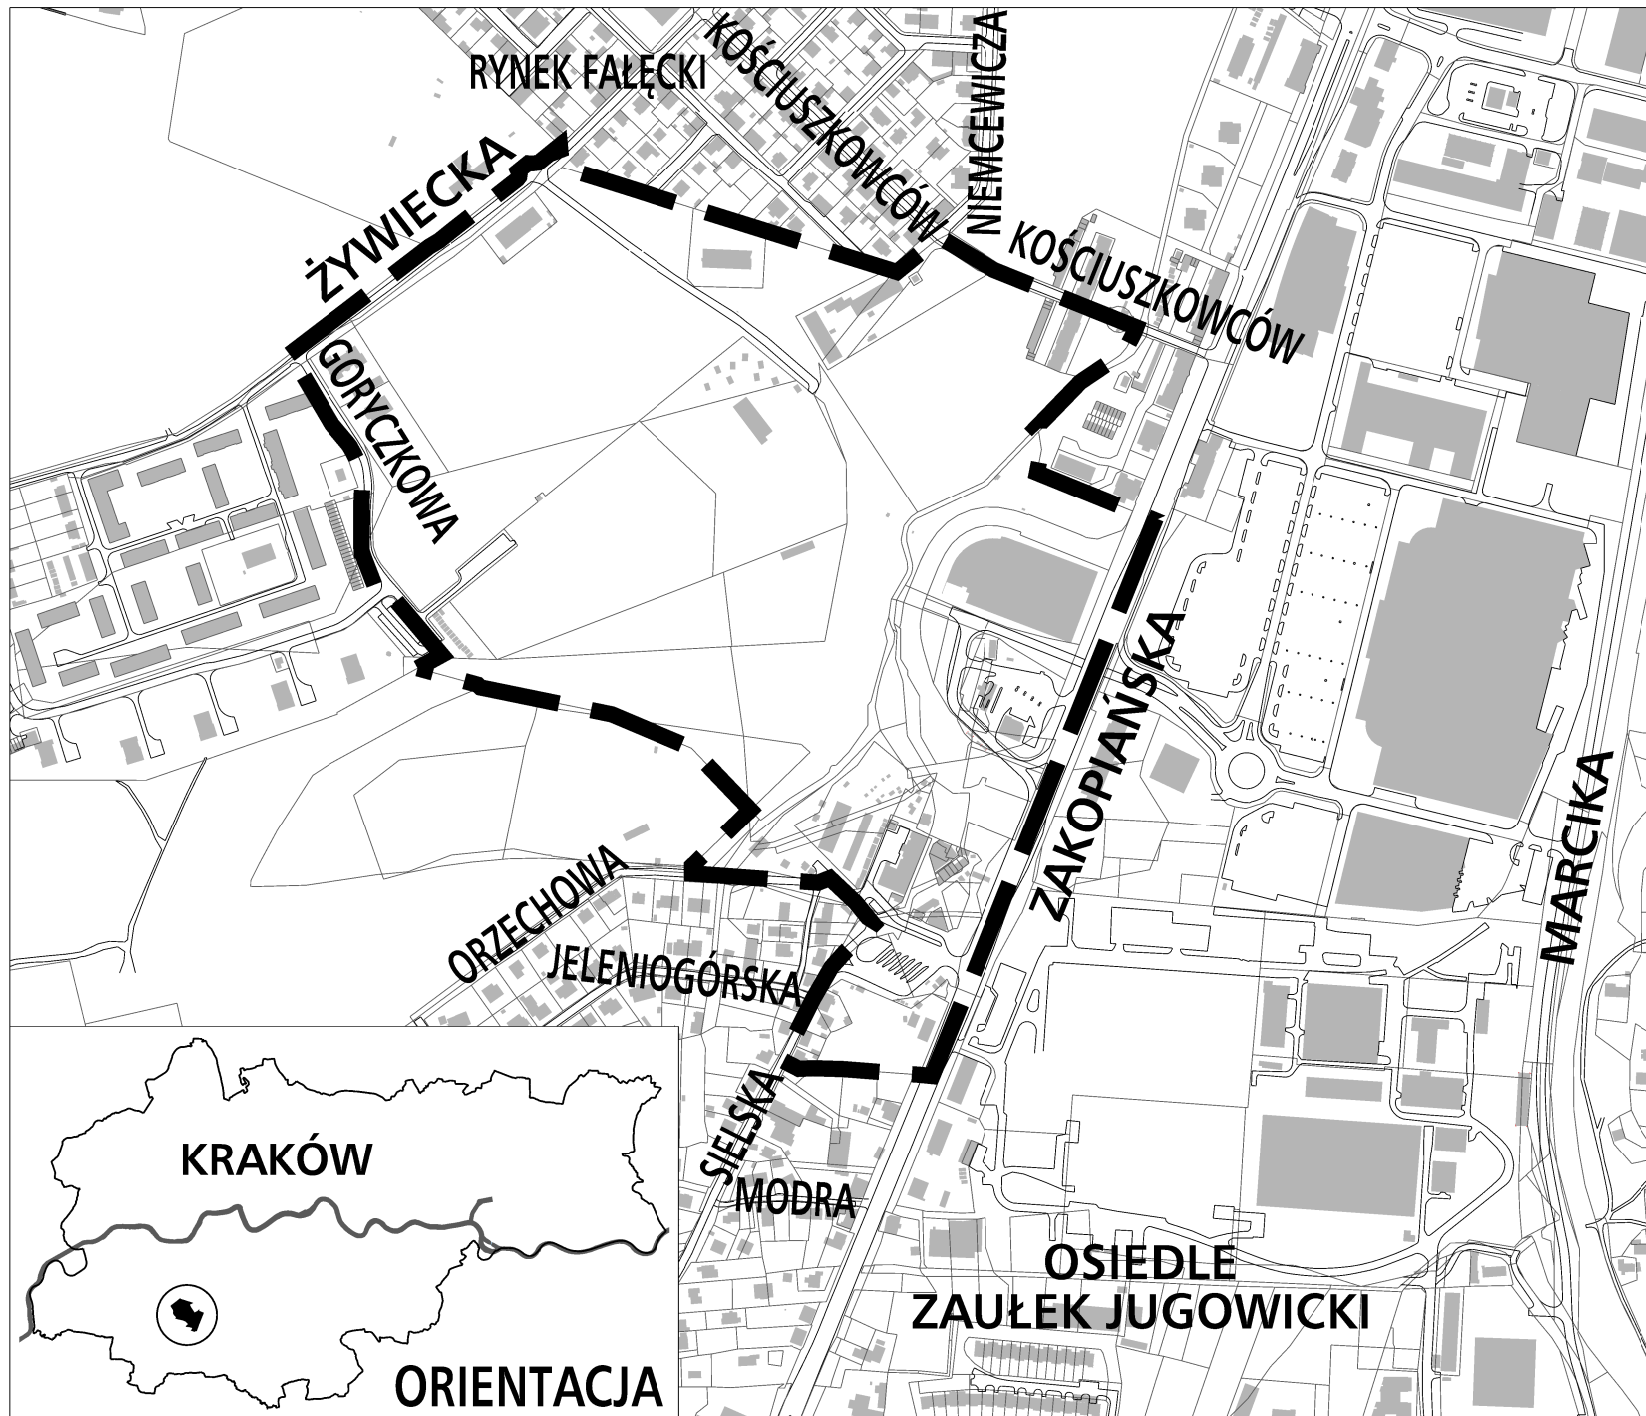 RYNEK FAŁĘCKI
KOŚCIUSZKOWCÓW
NIEMCEWICZA
ŻYWIECKA
KOŚCIUSZKOWCÓW
GORYCZKOWA
ZAKOPIAŃSKA
MARCIKA
ORZECHOWA
JELENIOGÓRSKA
SIELSKA
MODRA
OSIEDLE
ZAUŁEK JUGOWICKI
KRAKÓW
ORIENTACJA